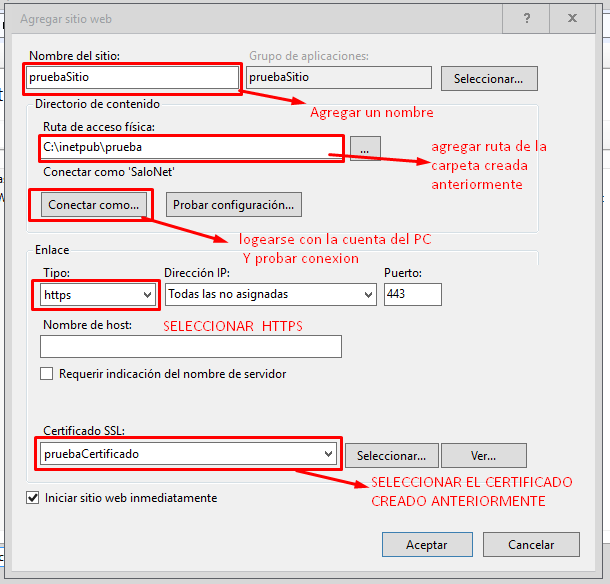 Agregar sitio web
?
Nombre del sitio:
Grupo de aplicaciones:
pruebaSitio
pruebaSitio
Seleccionar...
Agregar un nombre
Directorio de contenido
Ruta de acceso física:
C:\inetpub\prueba
...
agregar ruta de la
carpeta creada
anteriormente
Conectar como 'SaloNet'
Conectar como...
Probar configuración...
logearse con la cuenta del PC
Y probar conexion
Enlace
Tipo:
Dirección IP:
Puerto:
https
Todas las no asignadas
443
Nombre de host:
SELECCIONAR HTTPS
Requerir indicación del nombre de servidor
Certificado SSL:
pruebaCertificado
Seleccionar...
Ver...
SELECCIONAR EL CERTIFICADO
CREADO ANTERIORMENTE
Iniciar sitio web inmediatamente
Aceptar
Cancelar